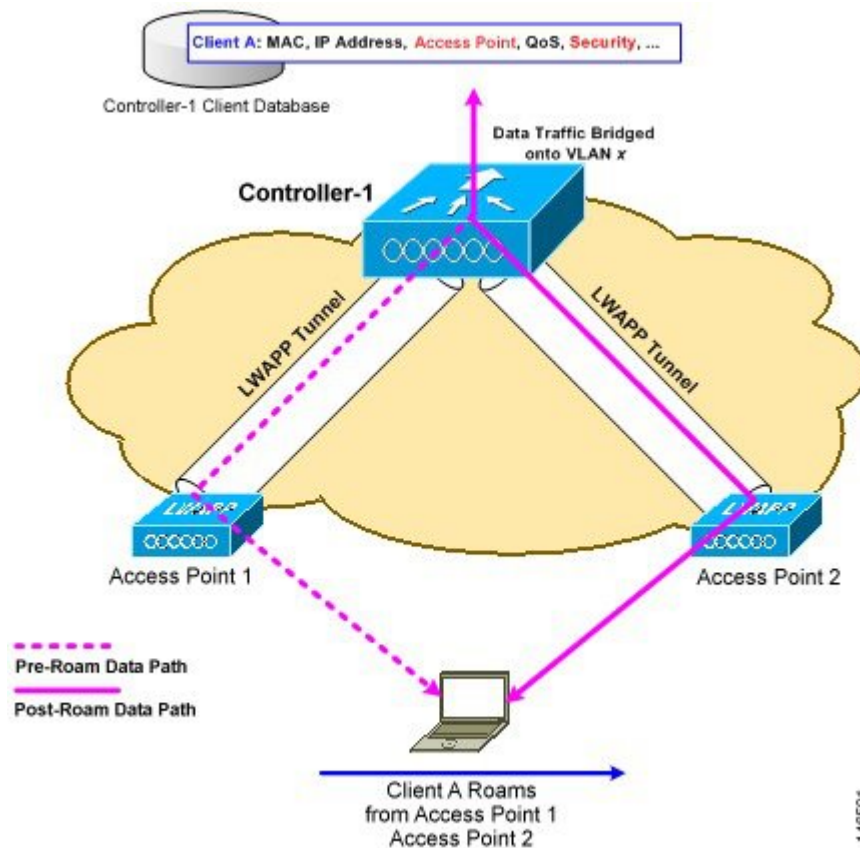 Client A: MAC, IP Address, Access Point, QoS, Security, ...
Controller-1 Client Database
Data Traffic Bridged
onto VLAN x
Controller-1
LWAPP Tunnel
LWAPP Tunnel
LWAPP
LWAPP
Access Point 1
Access Point 2
Pre-Roam Data Path
Post-Roam Data Path
Client A Roams
from Access Point 1
Access Point 2